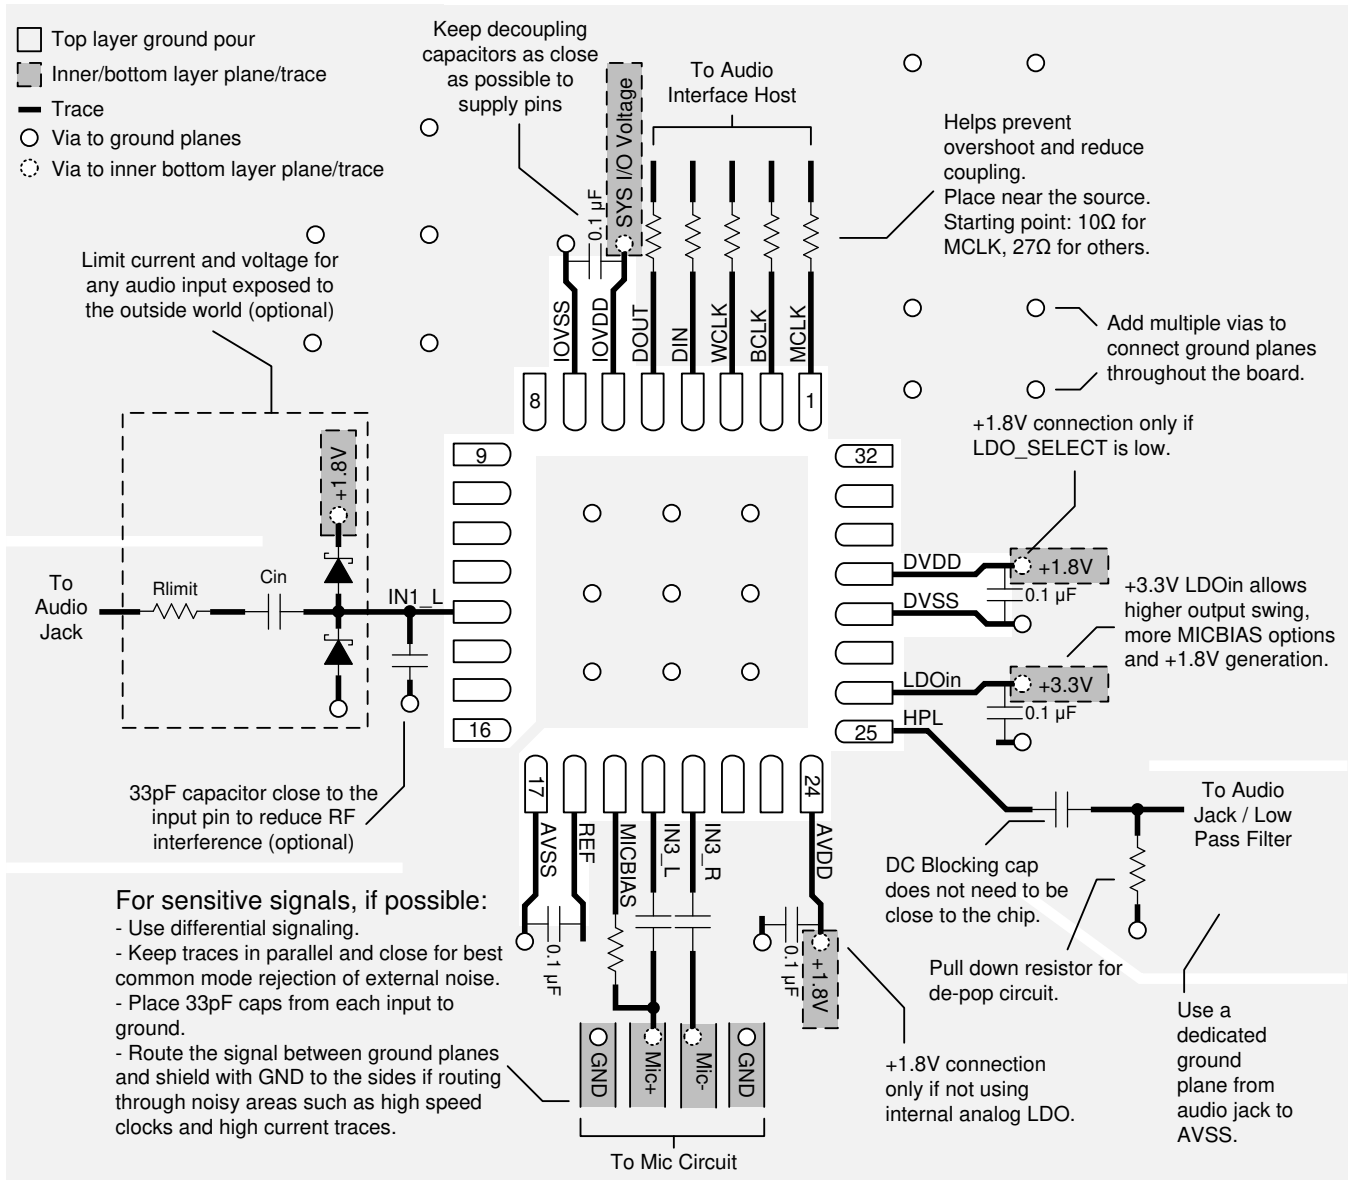 Top layer ground pour
Inner/bottom layer plane/trace
Trace
Via to ground planes
Via to inner bottom layer plane/trace
Keep decoupling
capacitors as close
as possible to
supply pins
SYS I/O Voltage
0.1 µF
To Audio
Interface Host
Helps prevent
overshoot and reduce
coupling.
Place near the source.
Starting point: 10Ω for
MCLK, 27Ω for others.
Limit current and voltage for
any audio input exposed to
the outside world (optional)
IOVSS
IOVDD
DOUT
DIN
WCLK
BCLK
MCLK
Add multiple vias to
connect ground planes
throughout the board.
8
1
+1.8V connection only if
LDO_SELECT is low.
9
32
+1.8V
To
Audio
Jack
Rlimit
Cin
IN1_L
DVDD
+1.8V
0.1 µF
DVSS
+3.3V LDOin allows
higher output swing,
more MICBIAS options
and +1.8V generation.
LDOin
+3.3V
0.1 µF
HPL
16
25
33pF capacitor close to the
input pin to reduce RF
interference (optional)
17
24
AVSS
REF
MICBIAS
IN3_L
IN3_R
AVDD
To Audio
Jack / Low
Pass Filter
DC Blocking cap
does not need to be
close to the chip.
For sensitive signals, if possible:
- Use differential signaling.
- Keep traces in parallel and close for best
common mode rejection of external noise.
- Place 33pF caps from each input to
ground.
- Route the signal between ground planes
and shield with GND to the sides if routing
through noisy areas such as high speed
clocks and high current traces.
0.1 µF
0.1 µF
+1.8V
Pull down resistor for
de-pop circuit.
Use a
dedicated
ground
plane from
audio jack to
AVSS.
GND
Mic+
Mic-
GND
+1.8V connection
only if not using
internal analog LDO.
To Mic Circuit